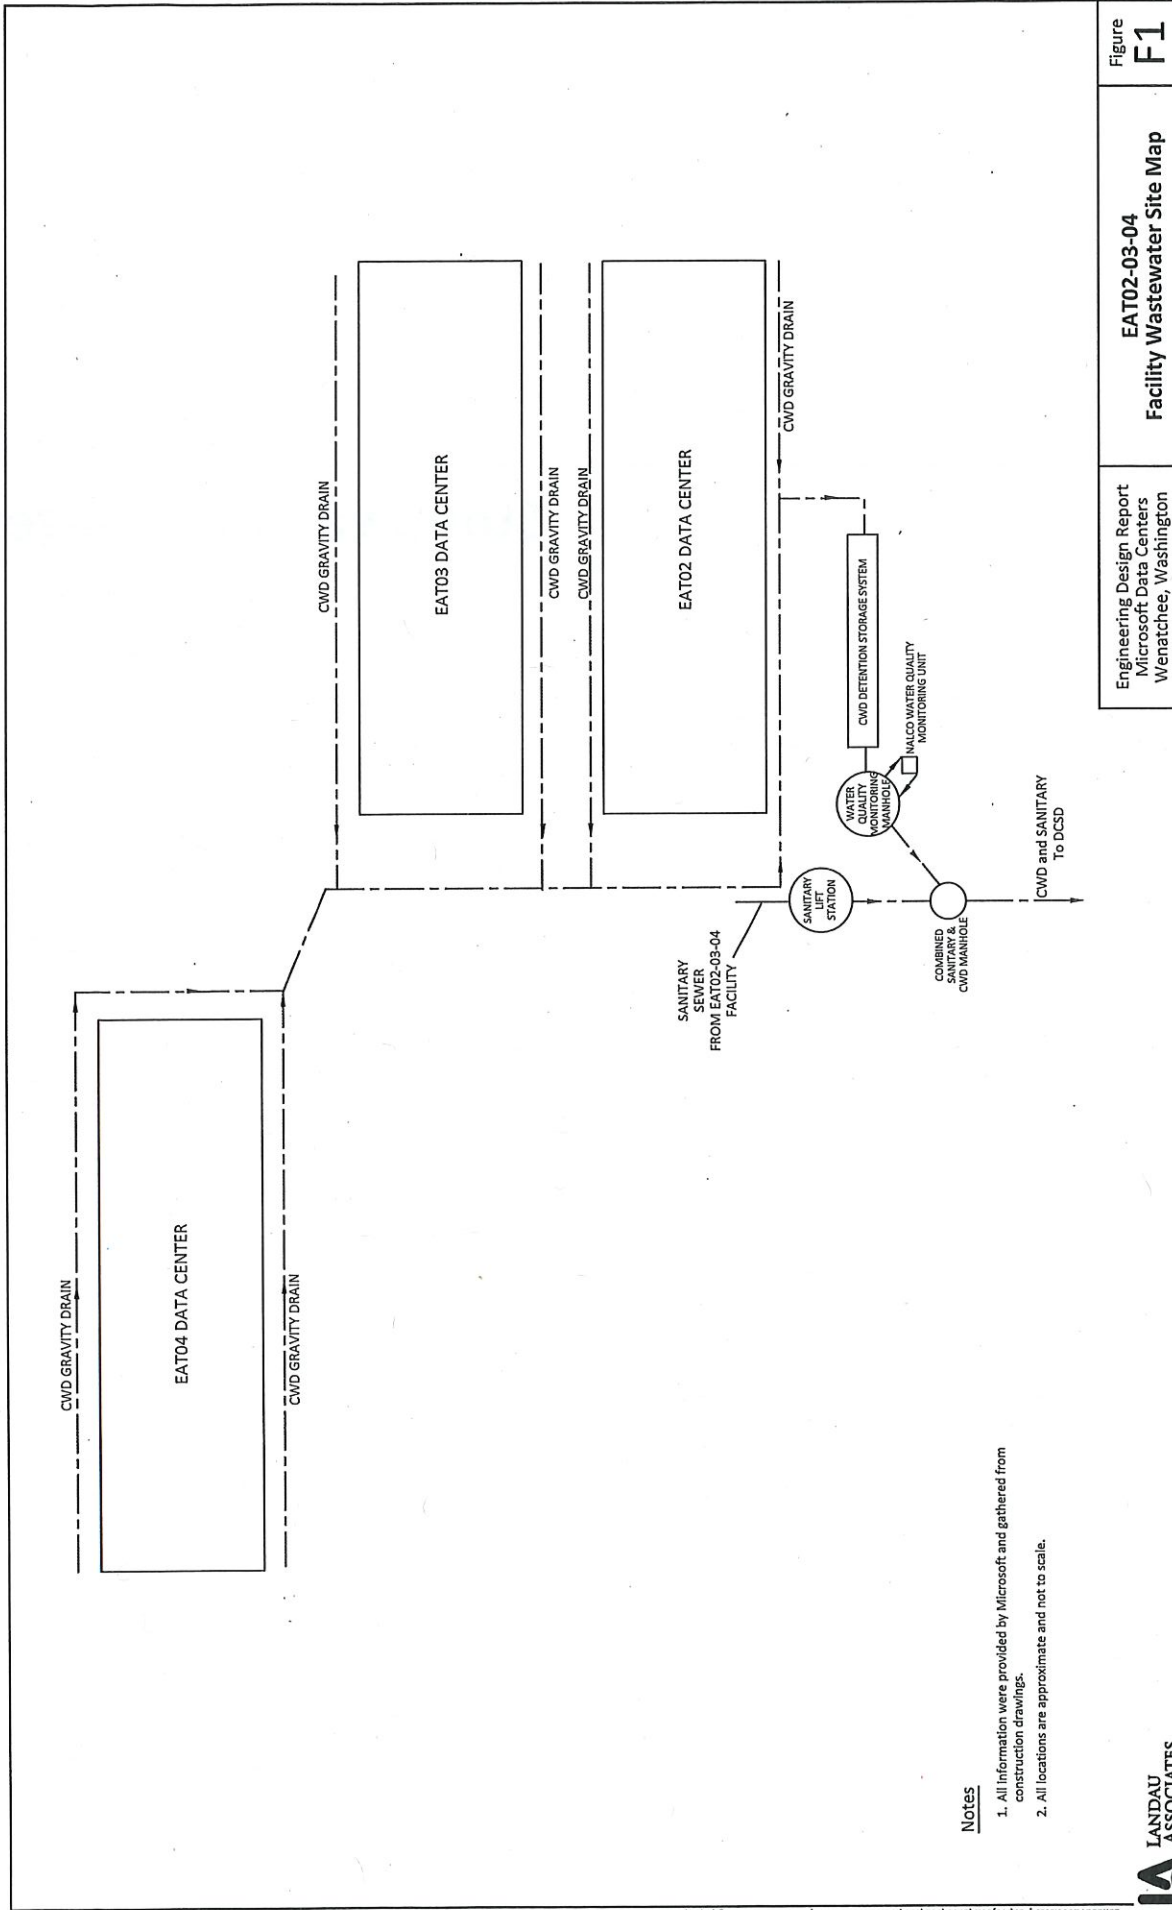 CWD GRAVITY DRAIN
EAT04 DATA CENTER
CWD GRAVITY DRAIN
CWD GRAVITY DRAIN
EAT03 DATA CENTER
CWD GRAVITY DRAIN
CWD GRAVITY DRAIN
EAT02 DATA CENTER
CWD GRAVITY DRAIN
SANITARY
SEWER
FROM EAT02-03-04
FACILITY
SANITARY
LIFT
STATION
CWD DETENTION STORAGE SYSTEM
WATER
QUALITY
MONITORING
MANHOLE
NALCO WATER QUALITY
MONITORING UNIT
COMBINED
SANITARY &
CWD MANHOLE
CWD and SANITARY
To DCSD
Notes
1. All Information were provided by Microsoft and gathered from
construction drawings.
2. All locations are approximate and not to scale.
LANDAU
ASSOCIATES
Engineering Design Report
Microsoft Data Centers
Wenatchee, Washington
EAT02-03-04
Facility Wastewater Site Map
Figure
F1